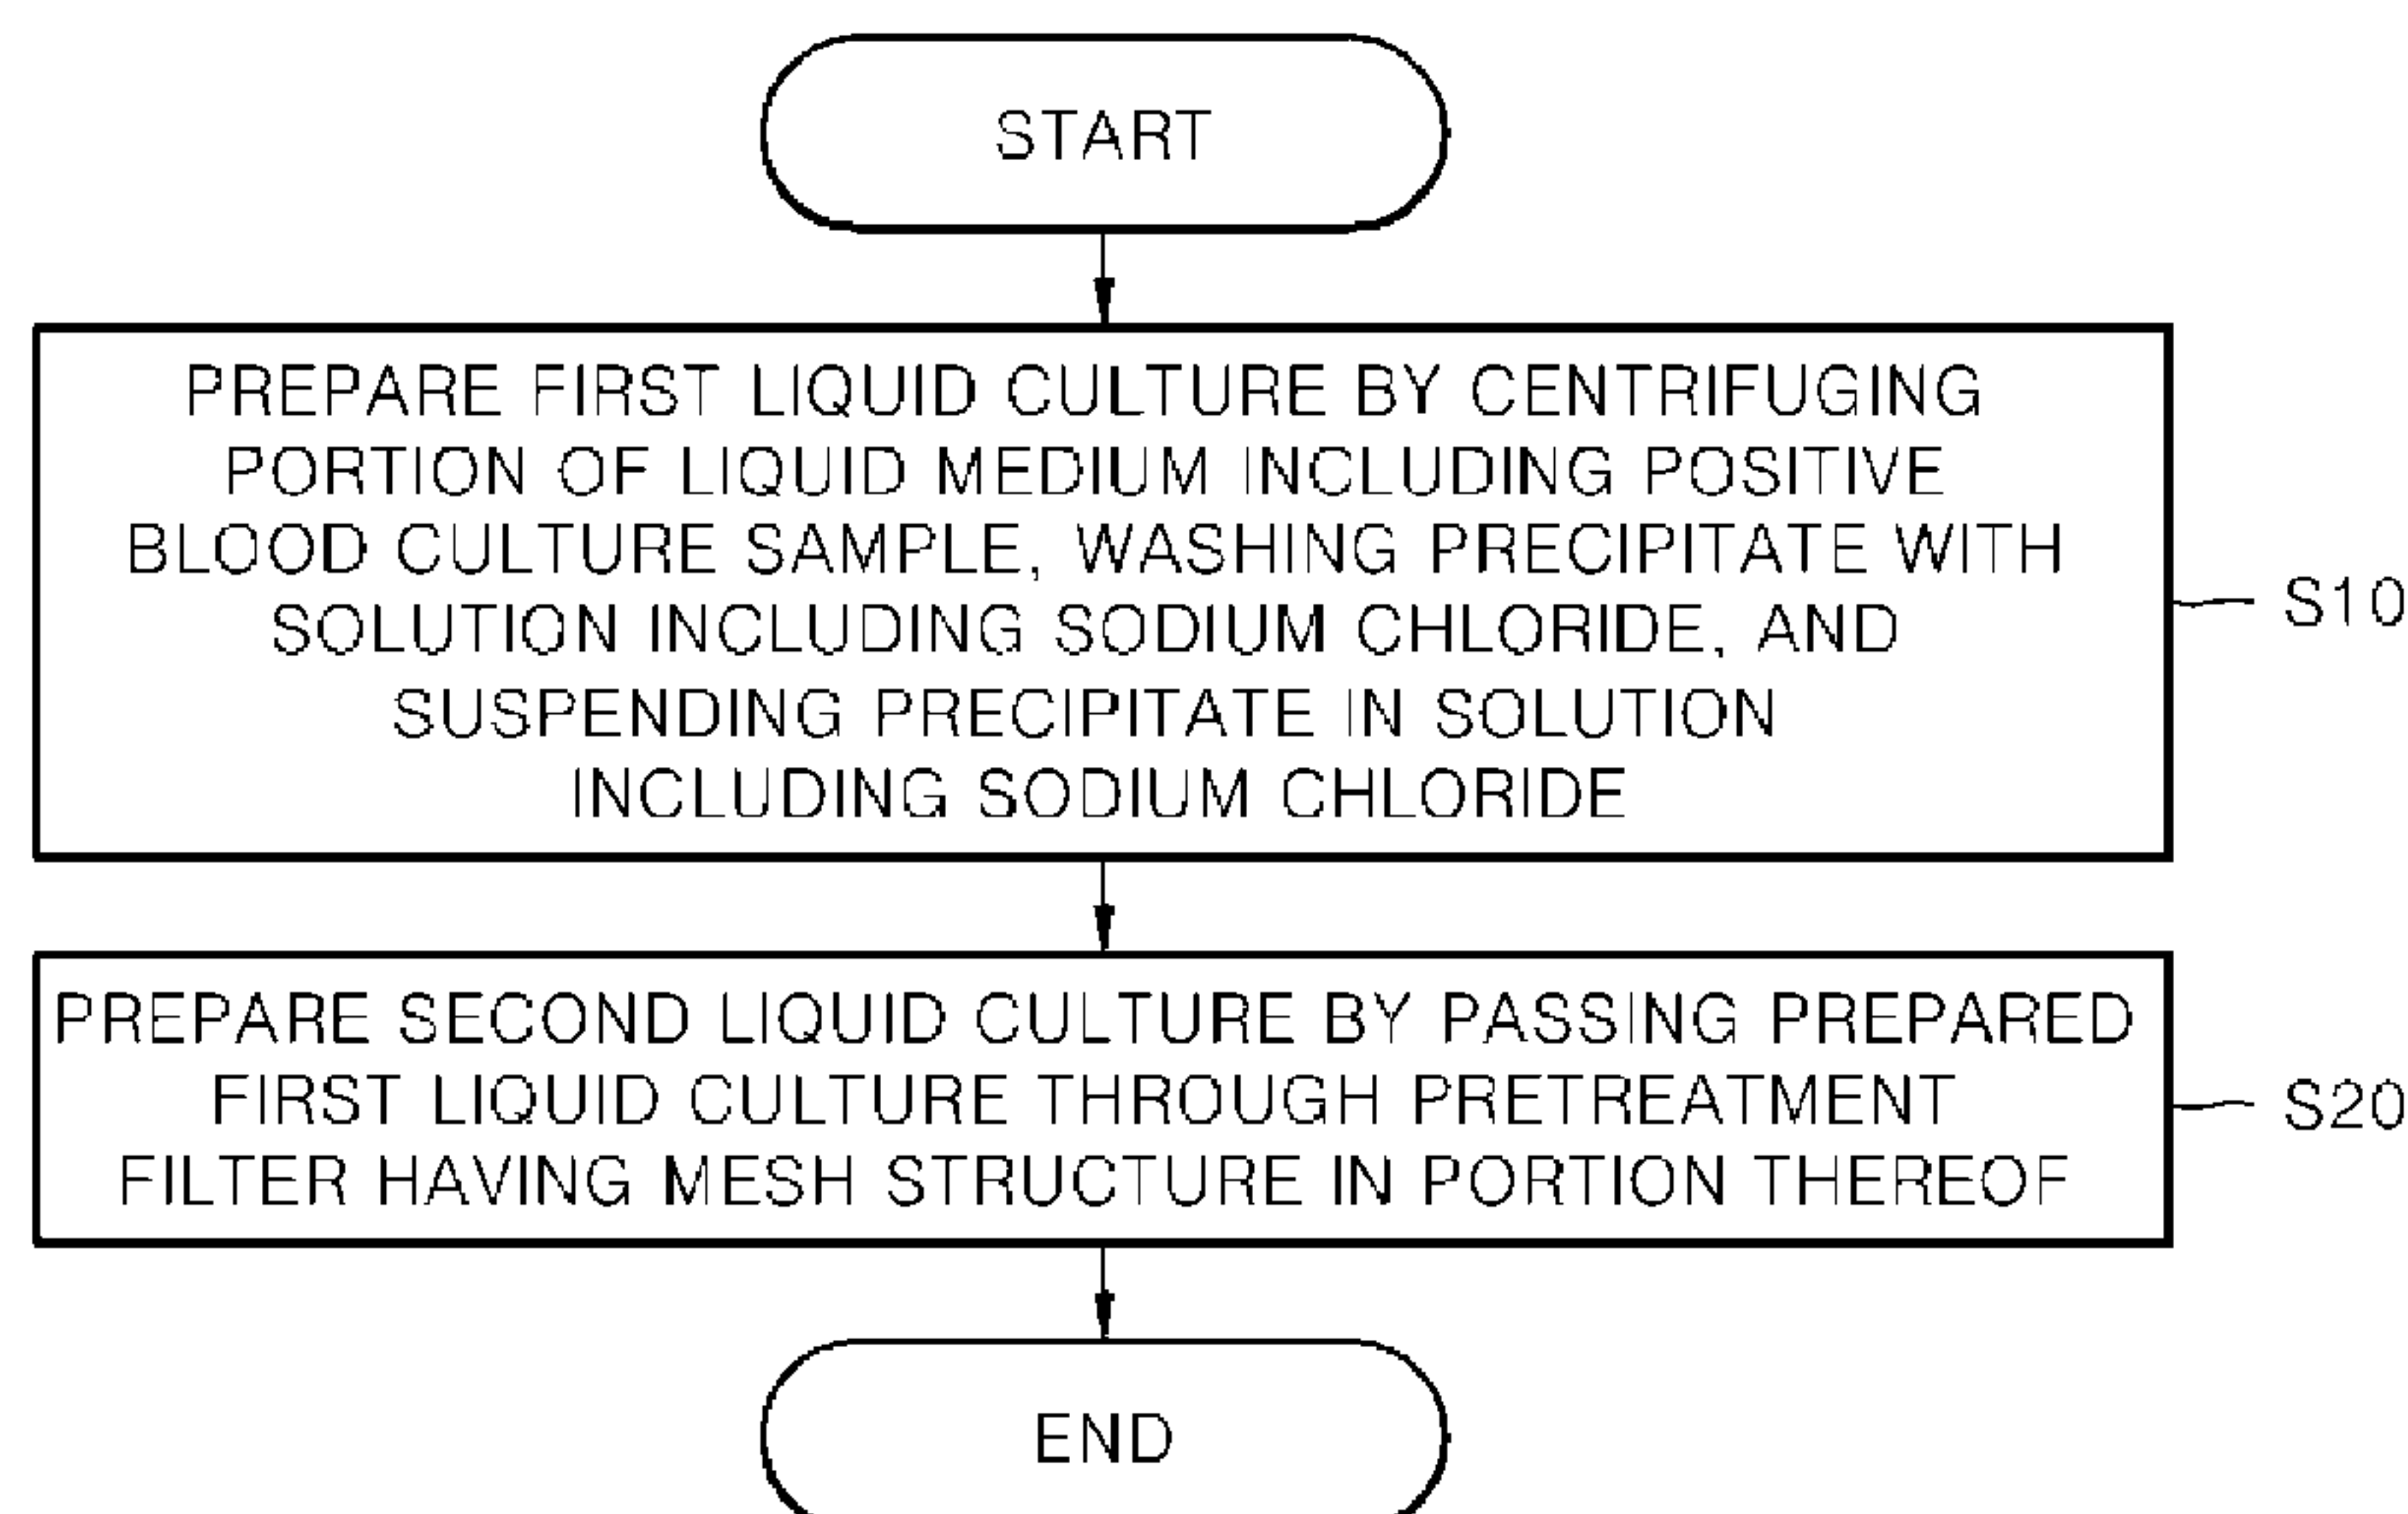 START
PREPARE FIRST LIQUID CULTURE BY CENTRIFUGING
PORTION OF LIQUID MEDIUM INCLUDING POSITIVE
BLOOD CULTURE SAMPLE, WASHING PRECIPITATE WITH
SOLUTION INCLUDING SODIUM CHLORIDE, AND
SUSPENDING PRECIPITATE IN SOLUTION
INCLUDING SODIUM CHLORIDE
S10
PREPARE SECOND LIQUID CULTURE BY PASSING PREPARED
FIRST LIQUID CULTURE THROUGH PRETREATMENT
FILTER HAVING MESH STRUCTURE IN PORTION THEREOF
S20
END